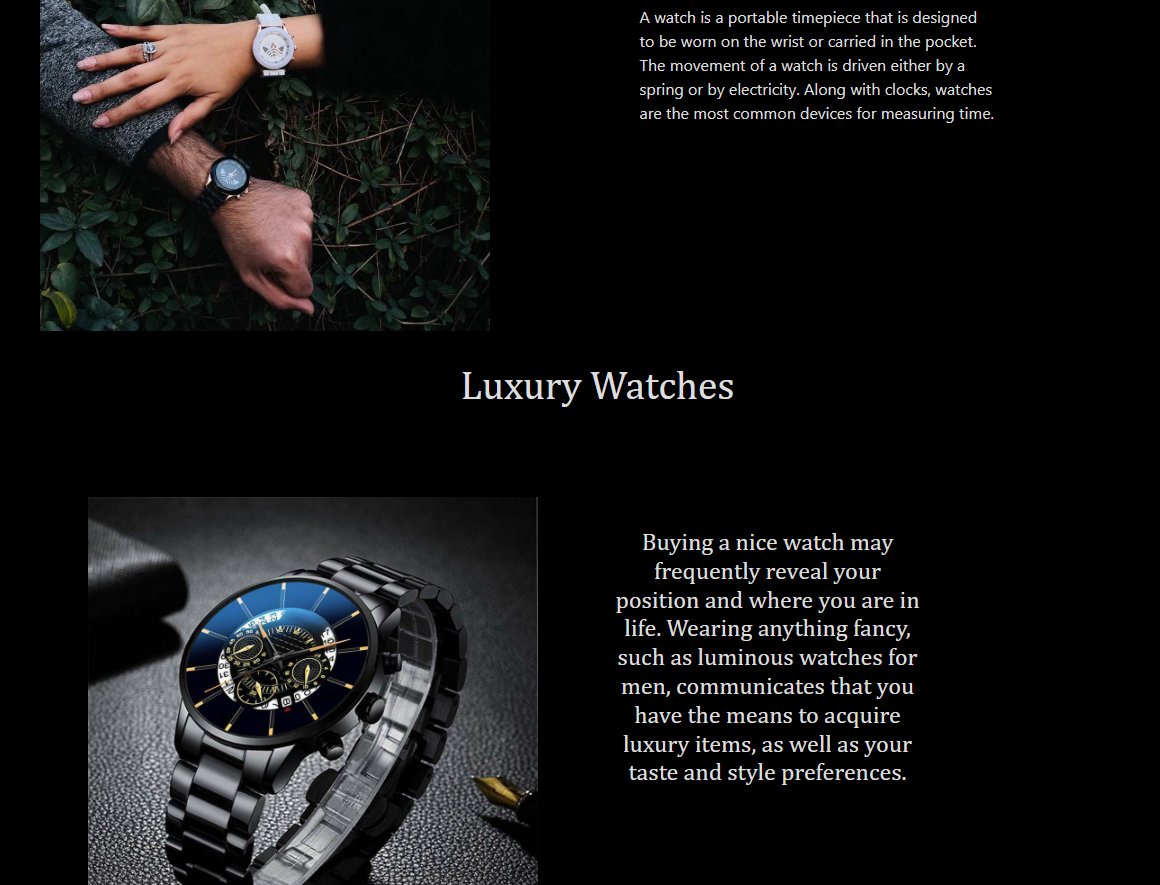 A watch is a portable timepiece that is designed
to be worn on the wrist or carried in the pocket.
The movement of a watch is driven either by a
spring or by electricity. Along with clocks, watches
are the most common devices for measuring time.
Luxury Watches
Buying a nice watch may
frequently reveal your
position and where you are in
life. Wearing anything fancy,
such as luminous watches for
men, communicates that you
have the means to acquire
luxury items, as well as your
taste and style preferences.